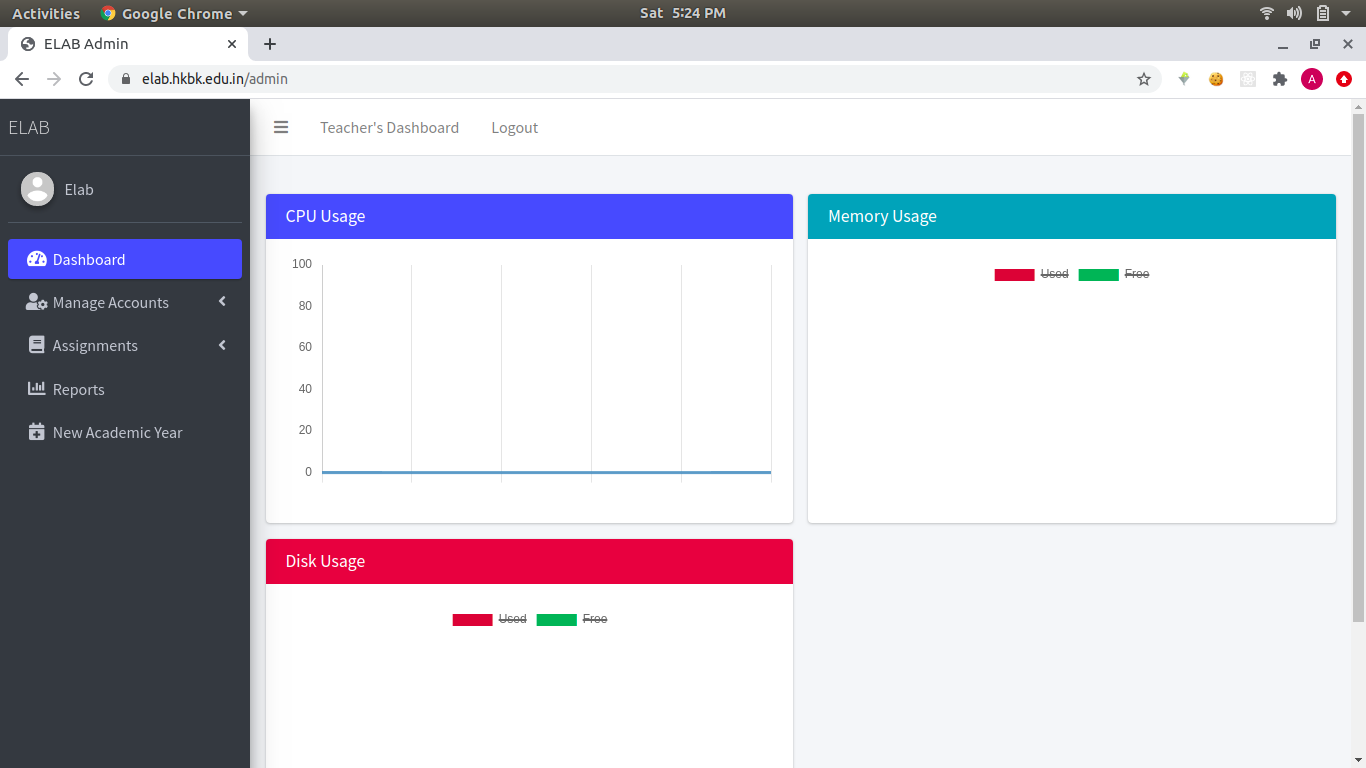 Activities Google Chrome Sat 5:24 PM
ELAB Admin
elab.hkbk.edu.in/admin A
ELAB
Teacher's Dashboard Logout
Elab
Dashboard
Manage Accounts
Assignments
Reports
New Academic Year
CPU Usage
100
80
60
40
20
0
Memory Usage
Used Free
Disk Usage
Used Free